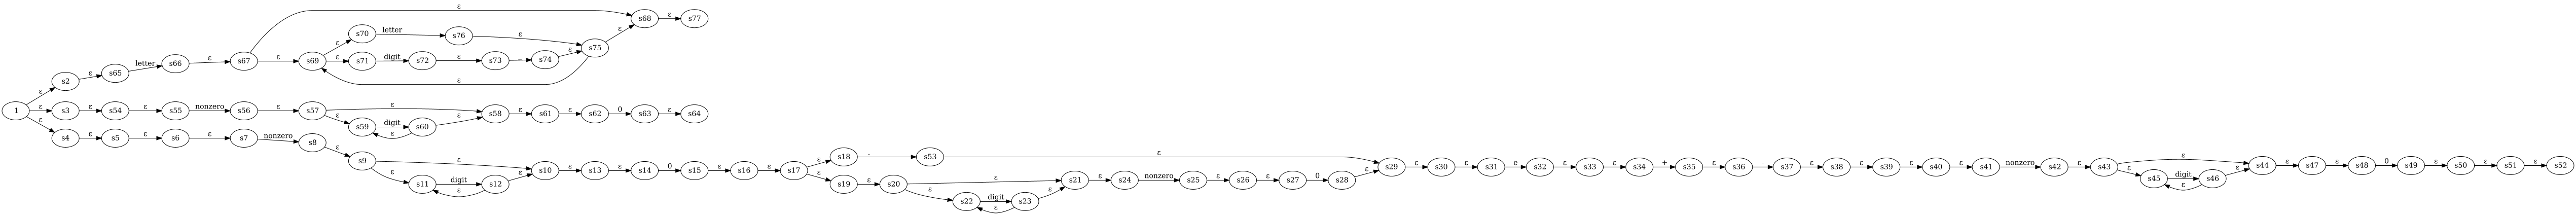 ε
s68 ε s77
s70 letter s76 ε
ε ε
s2 ε s65 letter s66 ε s67 ε s69 ε s71 digit s72 ε s73 s74 ε s75
ε
ε
1 ε s3 ε s54 ε s55 nonzero s56 ε s57 ε s58 ε s61 ε s62 0 s63 ε s64
ε s59 digit s60 ε
ε
ε s4 ε s5 ε s6 ε s7 nonzero s8
ε s9 ε s10 ε s13 ε s14 0 s15 ε s16 ε s17
ε s11 digit s12 ε
ε
ε s18 s53 ε s29 ε s30 ε s31 e s32 ε s33 ε s34 + s35 ε s36 - s37 ε s38 ε s39 ε s40 ε s41 nonzero s42 ε s43 ε s44 ε s47 ε s48 0 s49 ε s50 ε s51 ε s52
ε s19 ε s20 ε s21 ε s24 nonzero s25 ε s26 ε s27 0 s28 ε
ε s45 digit s46 ε
ε
ε s22 digit s23 ε
ε